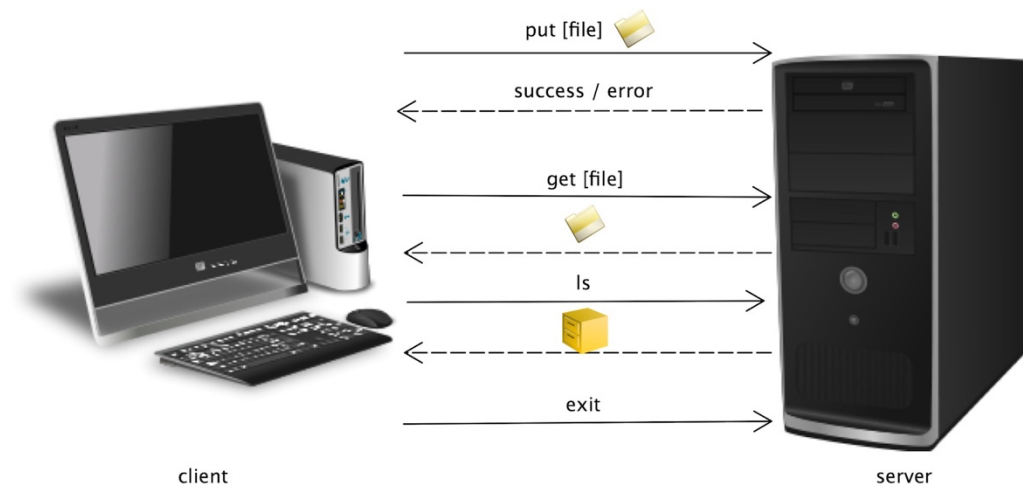 put [file]
success / error
get [file]
ls
exit
client
server